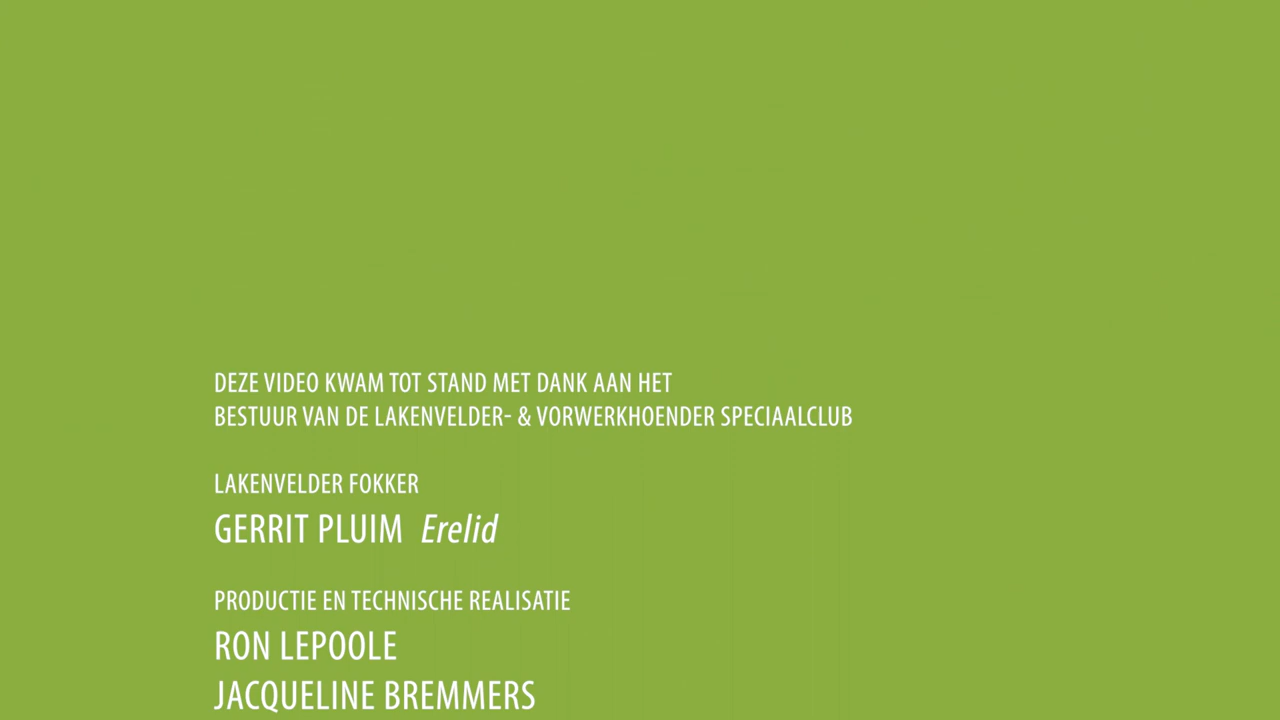 DEZE VIDEO KWAM TOT STAND MET DANK AAN HET
BESTUUR VAN DE LAKENVELDER- & VORWERKHOENDER SPECIAALCLUB
LAKENVELDER FOKKER
GERRIT PLUIM Erelid
PRODUCTIE EN TECHNISCHE REALISATIE
RON LEPOOLE
JACQUELINE BREMMERS